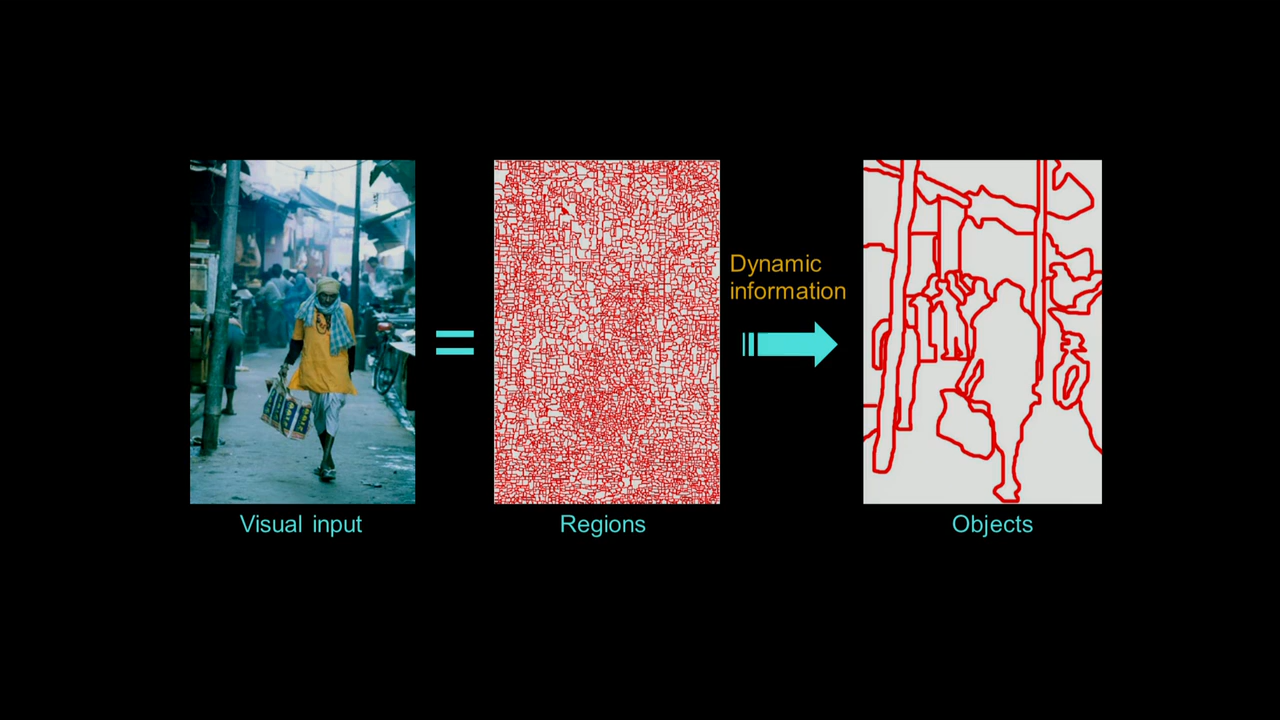 Dynamic
information
Visual input
Regions
Objects